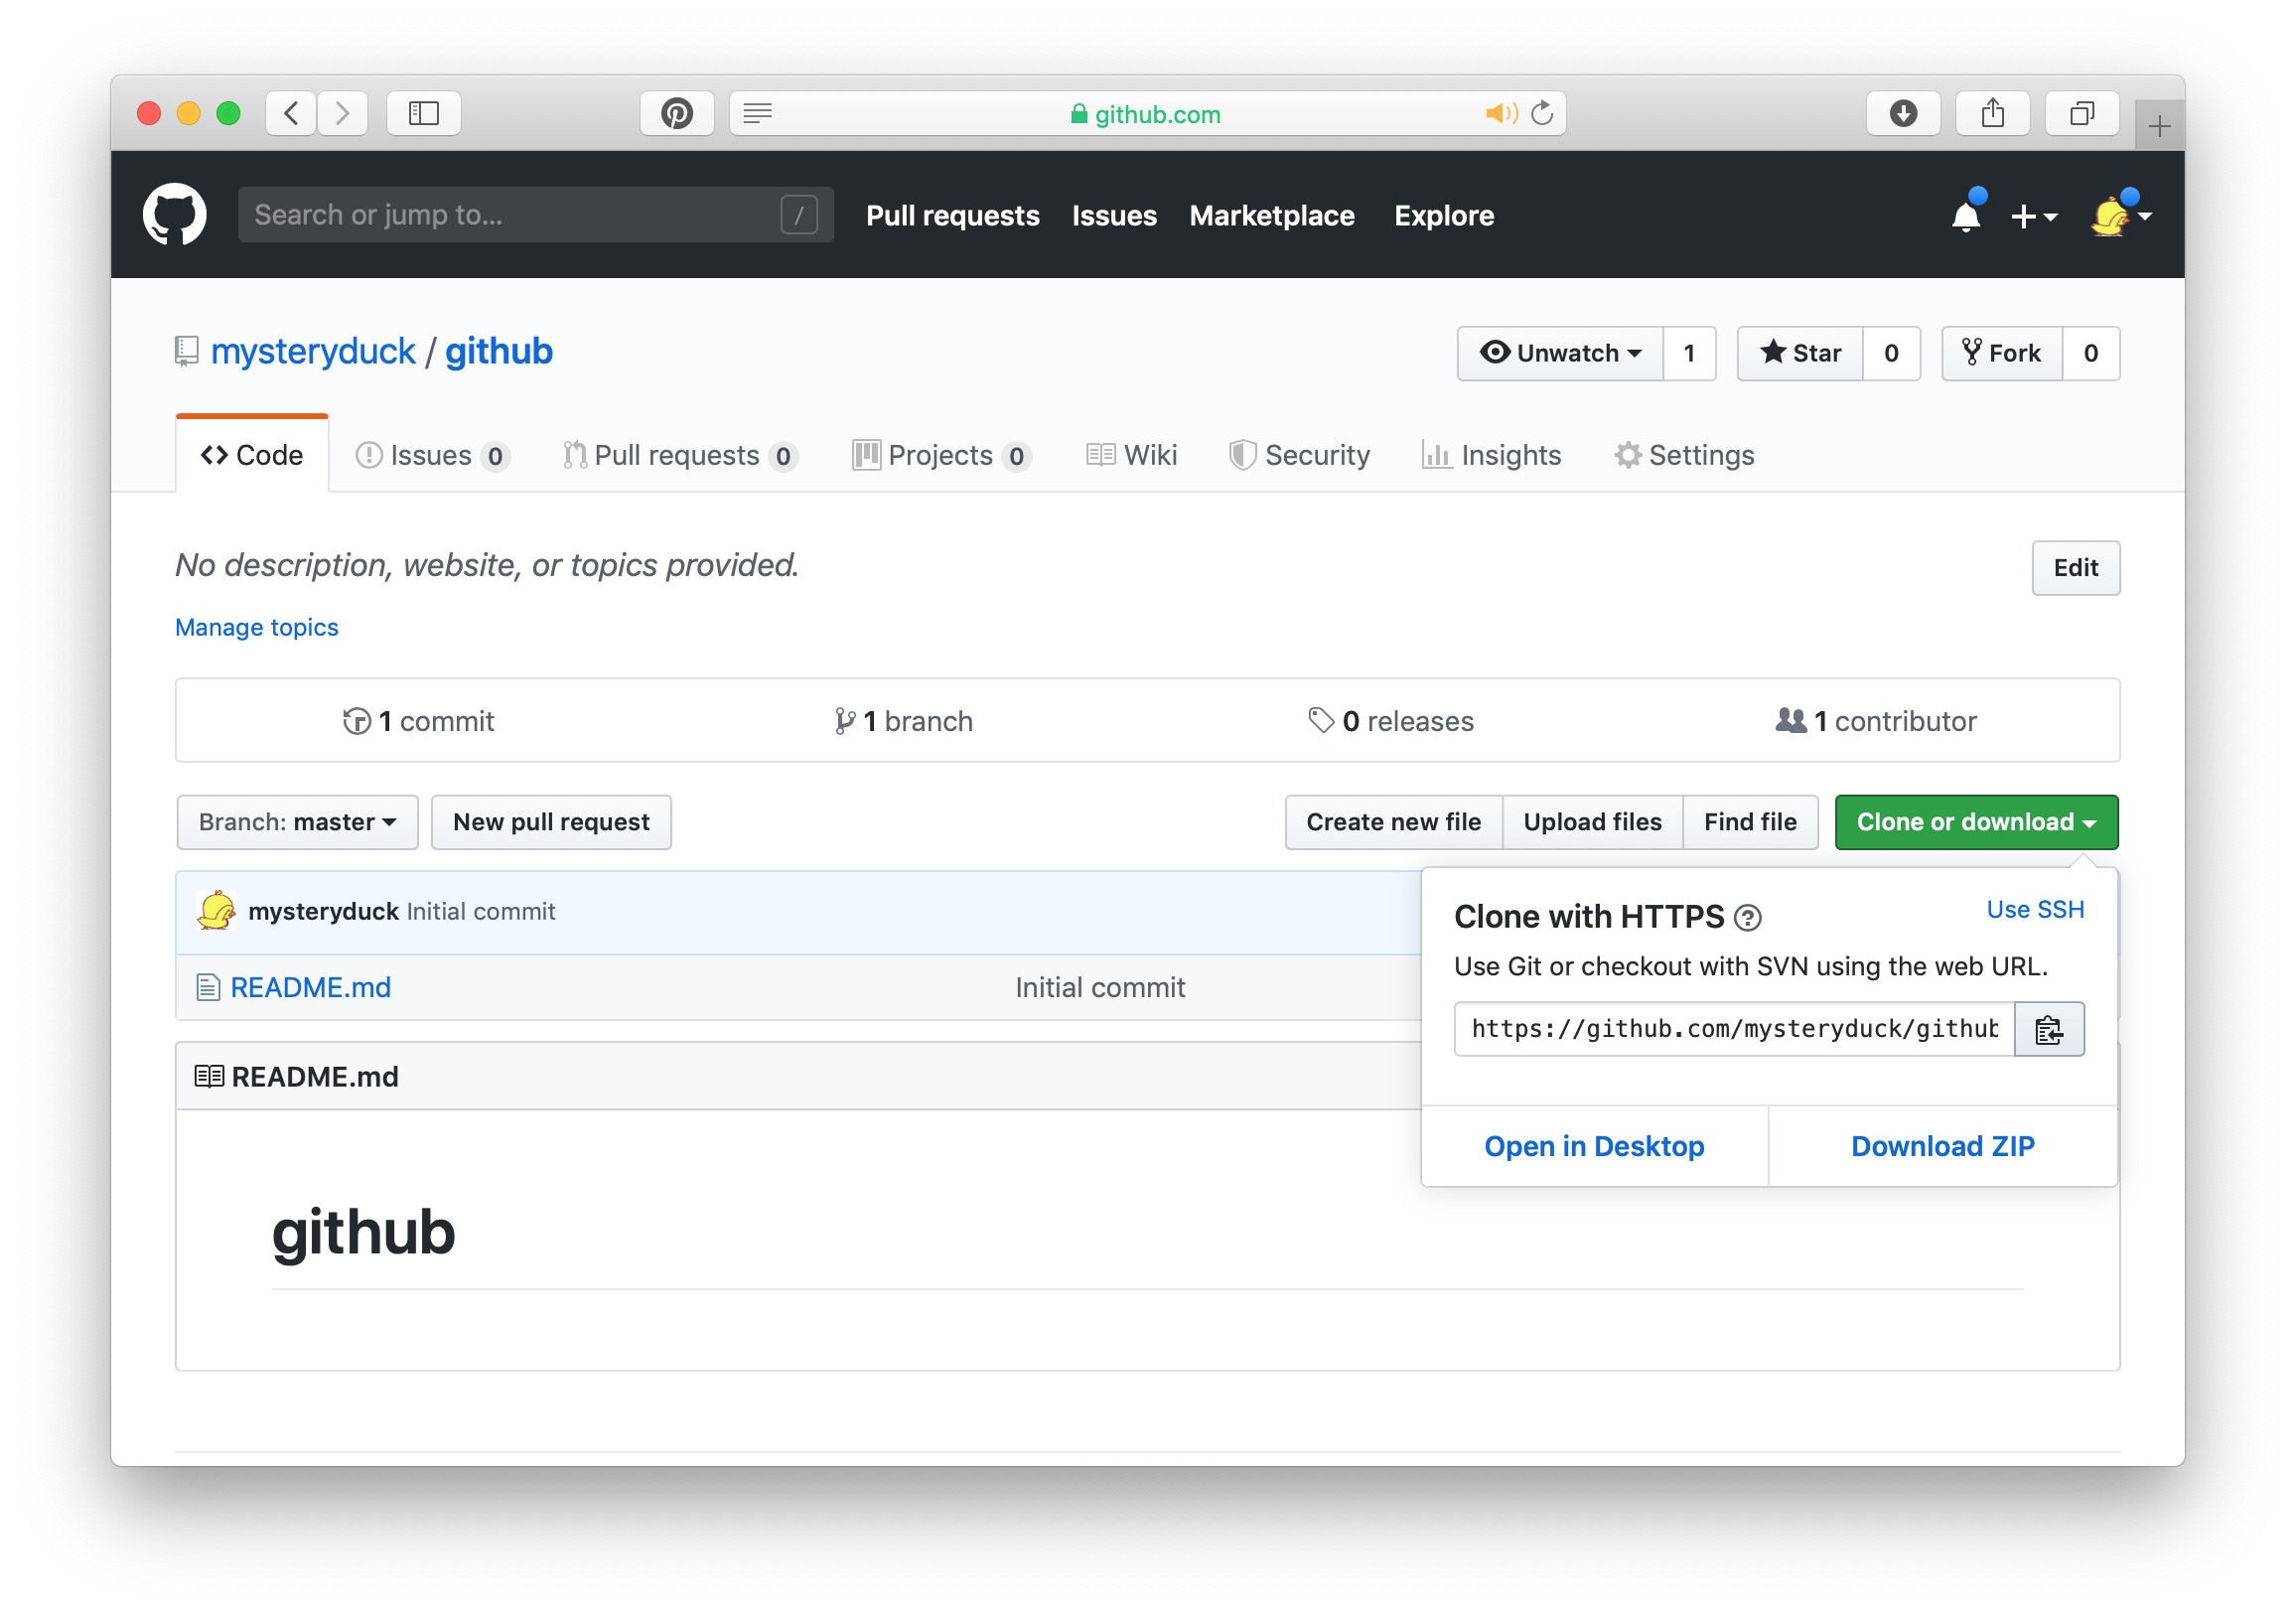 github.com
Search or jump to... /
Pull requests Issues Marketplace Explore
mysteryduck / github
Unwatch 1 Star 0 Fork 0
Code Issues 0 Pull requests 0 Projects 0 Wiki Security Insights Settings
No description, website, or topics provided.
Edit
Manage topics
1 commit 1 branch 0 releases 1 contributor
Branch: master New pull request Create new file Upload files Find file Clone or download
mysteryduck Initial commit
README.md Initial commit
Clone with HTTPS ? Use SSH
Use Git or checkout with SVN using the web URL.
https://github.com/mysteryduck/github
Open in Desktop Download ZIP
README.md
github